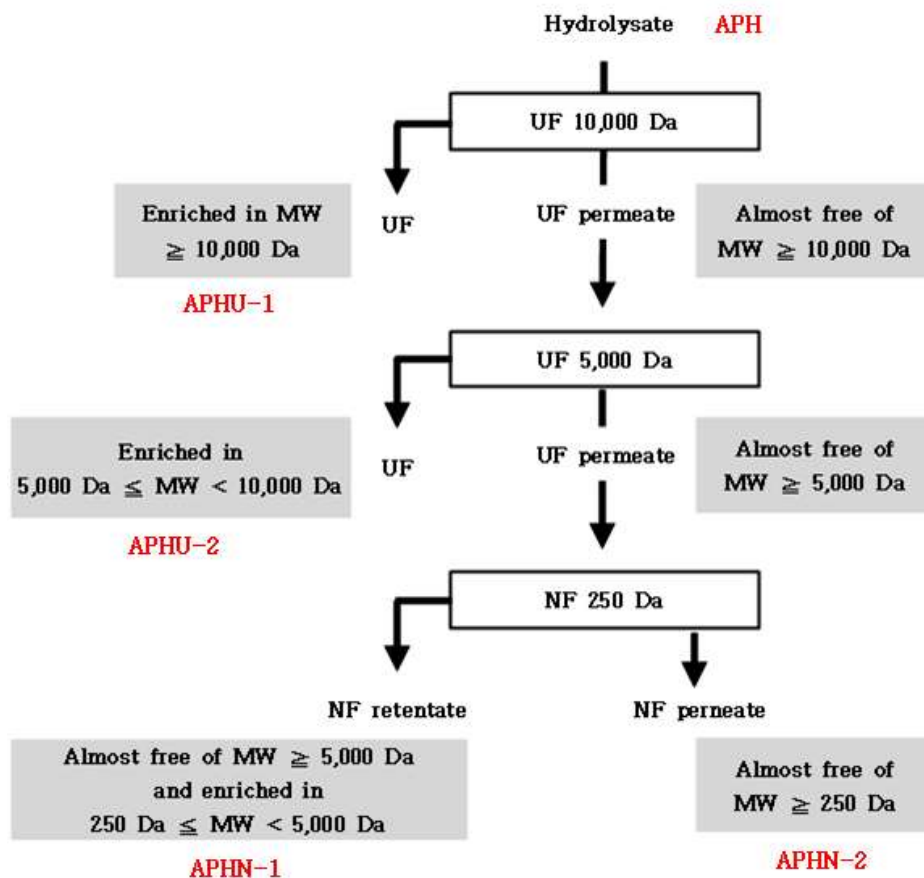 Hydrolysate APH
UF 10,000 Da
Enriched in MW
≧ 10,000 Da
UF
UF permeate
Almost free of
MW ≧ 10,000 Da
APHU-1
UF 5,000 Da
Enriched in
5,000 Da ≦ MW < 10,000 Da
UF
UF permeate
Almost free of
MW ≧ 5,000 Da
APHU-2
NF 250 Da
NF retentate
NF perneate
Almost free of MW ≧ 5,000 Da
and enriched in
250 Da ≦ MW < 5,000 Da
Almost free of
MW ≧ 250 Da
APHN-1
APHN-2